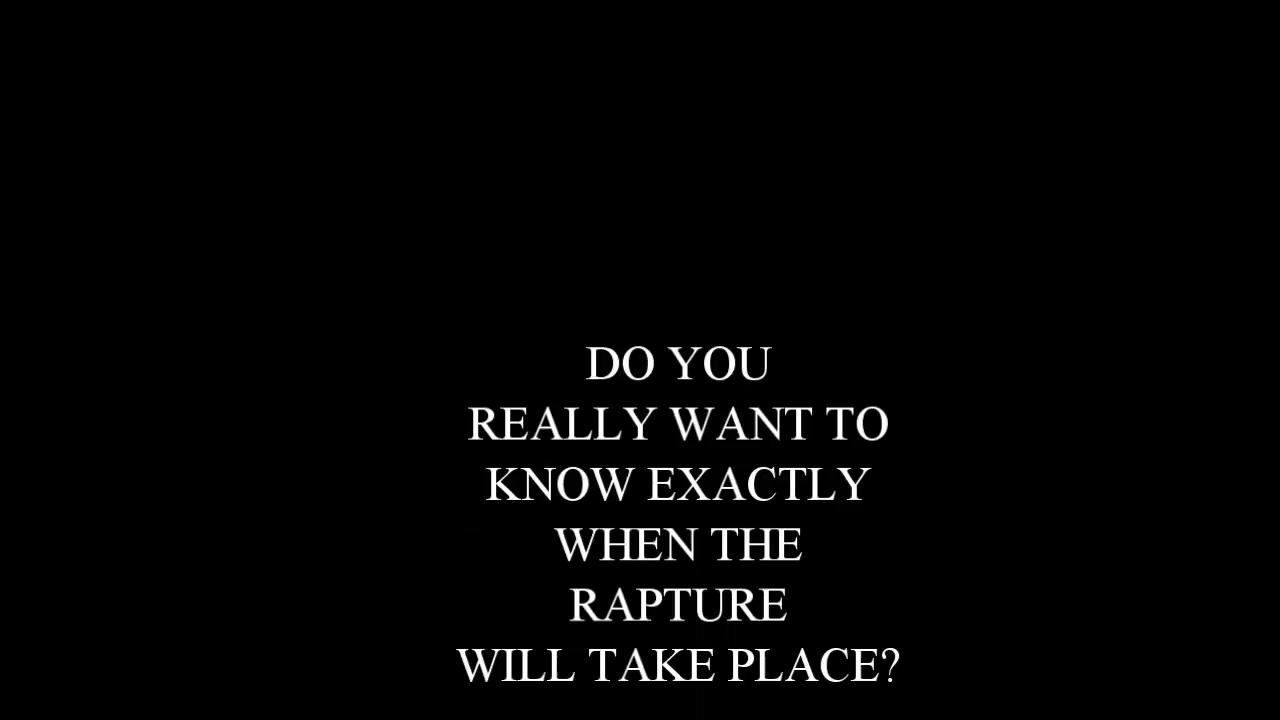 DO YOU
REALLY WANT TO
KNOW EXACTLY
WHEN THE
RAPTURE
WILL TAKE PLACE?